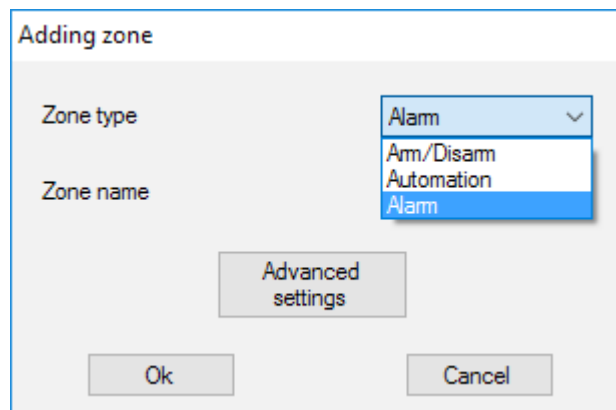 Adding zone
Zone type
Alarm
Arm/Disarm
Automation
Alarm
Zone name
Advanced
settings
Ok
Cancel